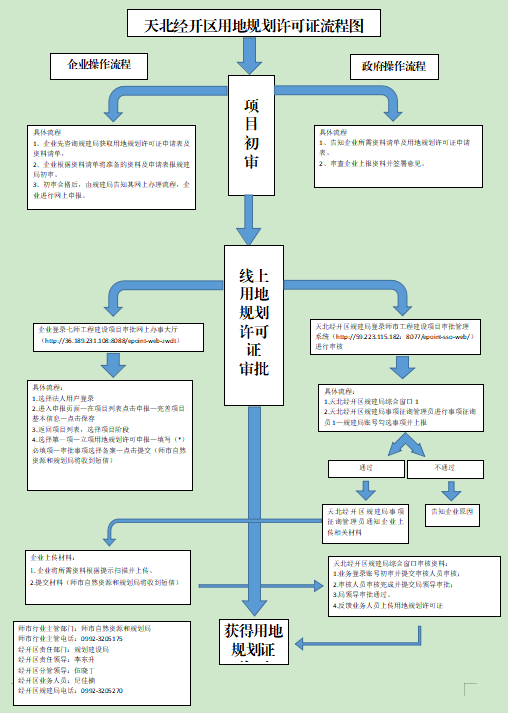 天北经开区用地规划许可证流程图
企业操作流程
政府操作流程
项
目
初
审
具体流程
1、企业先咨询规建局获取用地规划许可证申请表及
资料清单,
2、企业根据资料清单将准备的资料及申请表报规建
局初审。
3、初审合格后,由规建局告知其网上办理流程,企
业进行网上申报。
具体流程
1、告知企业所需资料清单及用地规划许可证申请
表。
2、审查企业上报资料并签署意见。
线上
用地
规划
许可
证
审批
企业登录七师工程建设项目审批网上办事大厅
(http://36.189.231.108:8088/epoint-web-zwdt)
天北经开区规建局登录师市工程建设项目审批管理
系统(http://59.223.115.182:8077/epoint-sso-web/)
进行审核
具体流程:
1.选择法人用户登录
2.进入申报页面—在项目列表点击申报—完善项目
基本信息—点击保存
3.返回项目列表,选择项目阶段
4.选择第一项—立项用地规划许可申报—填写(*)
必填项—审批事项选择备案—点击提交(师市自然
资源和规划局将收到短信)
具体流程:
1.天北经开区规建局综合窗口 1
2.天北经开区规建局事项征询管理员进行事项征询
员 1—规建局账号勾选事项并上报
通过
不通过
天北经开区规建局事项
征询管理员通知企业上
传相关材料
告知企业原因
企业上传材料:
1.企业将所需资料根据提示扫描并上传。
2.提交材料(师市自然资源和规划局将收到短信)
天北经开区规建局综合窗口审核资料:
1.业务登录账号初审并提交审核人员审核;
2.审核人员审核完成并提交局领导审批;
3.局领导审批通过。
4.反馈业务人员上传用地规划许可证
获得用地
规划证
师市行业主管部门:师市自然资源和规划局
师市行业主管电话:0992-3205175
经开区责任部门:规划建设局
经开区责任领导:李东升
经开区分管领导:伍晓丁
经开区业务人员:足佳楠
经开区规建局电话:0992-3205270